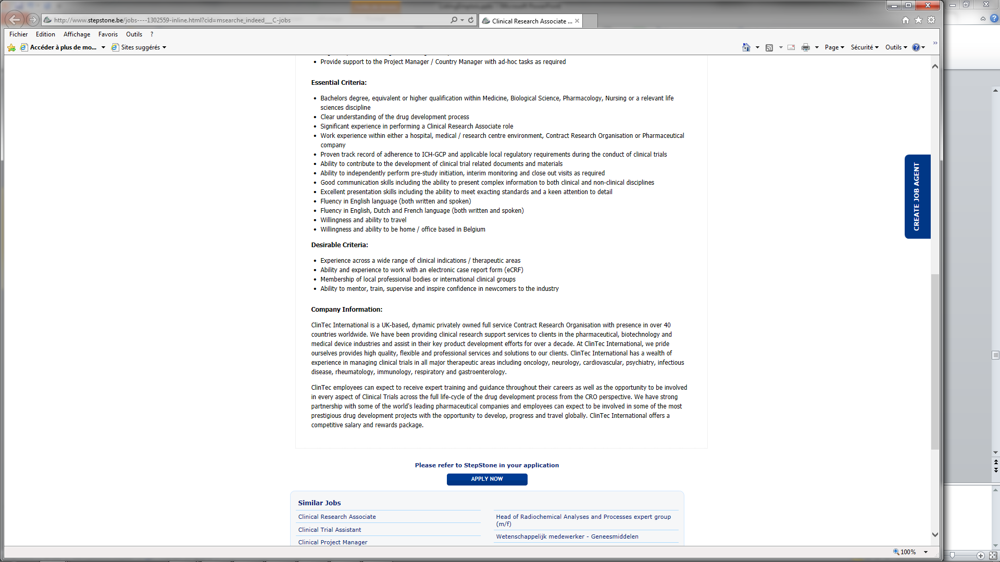 http://www.stepstone.be/jobs----1302559-inline.html?cid=msearche_indeed___C-jobs
Clinical Research Associate ...
Fichier Edition Affichage Favoris Outils ?
Accéder à plus de mo... Sites suggérés
Page Sécurité Outils
Provide support to the Project Manager / Country Manager with ad-hoc tasks as required
Essential Criteria:
Bachelors degree, equivalent or higher qualification within Medicine, Biological Science, Pharmacology, Nursing or a relevant life
sciences discipline
Clear understanding of the drug development process
Significant experience in performing a Clinical Research Associate role
Work experience within either a hospital, medical / research centre environment, Contract Research Organisation or Pharmaceutical
company
Proven track record of adherence to ICH-GCP and applicable local regulatory requirements during the conduct of clinical trials
Ability to contribute to the development of clinical trial related documents and materials
Ability to independently perform pre-study initiation, interim monitoring and close out visits as required
Good communication skills including the ability to present complex information to both clinical and non-clinical disciplines
Excellent presentation skills including the ability to meet exacting standards and a keen attention to detail
Fluency in English language (both written and spoken)
Fluency in English, Dutch and French language (both written and spoken)
Willingness and ability to travel
Willingness and ability to be home / office based in Belgium
CREATE JOB AGENT
Desirable Criteria:
Experience across a wide range of clinical indications / therapeutic areas
Ability and experience to work with an electronic case report form (eCRF)
Membership of local professional bodies or international clinical groups
Ability to mentor, train, supervise and inspire confidence in newcomers to the industry
Company Information:
ClinTec International is a UK-based, dynamic privately owned full service Contract Research Organisation with presence in over 40
countries worldwide. We have been providing clinical research support services to clients in the pharmaceutical, biotechnology and
medical device industries and assist in their key product development efforts for over a decade. At ClinTec International, we pride
ourselves provides high quality, flexible and professional services and solutions to our clients. ClinTec International has a wealth of
experience in managing clinical trials in all major therapeutic areas including oncology, neurology, cardiovascular, psychiatry, infectious
disease, rheumatology, immunology, respiratory and gastroenterology.
ClinTec employees can expect to receive expert training and guidance throughout their careers as well as the opportunity to be involved
in every aspect of Clinical Trials across the full life-cycle of the drug development process from the CRO perspective. We have strong
partnership with some of the world's leading pharmaceutical companies and employees can expect to be involved in some of the most
prestigious drug development projects with the opportunity to develop, progress and travel globally. ClinTec International offers a
competitive salary and rewards package.
Please refer to StepStone in your application
APPLY NOW
Similar Jobs
Clinical Research Associate
Clinical Trial Assistant
Clinical Project Manager
Head of Radiochemical Analyses and Processes expert group
(m/f)
Wetenschappelijk medewerker - Geneesmiddelen
100%